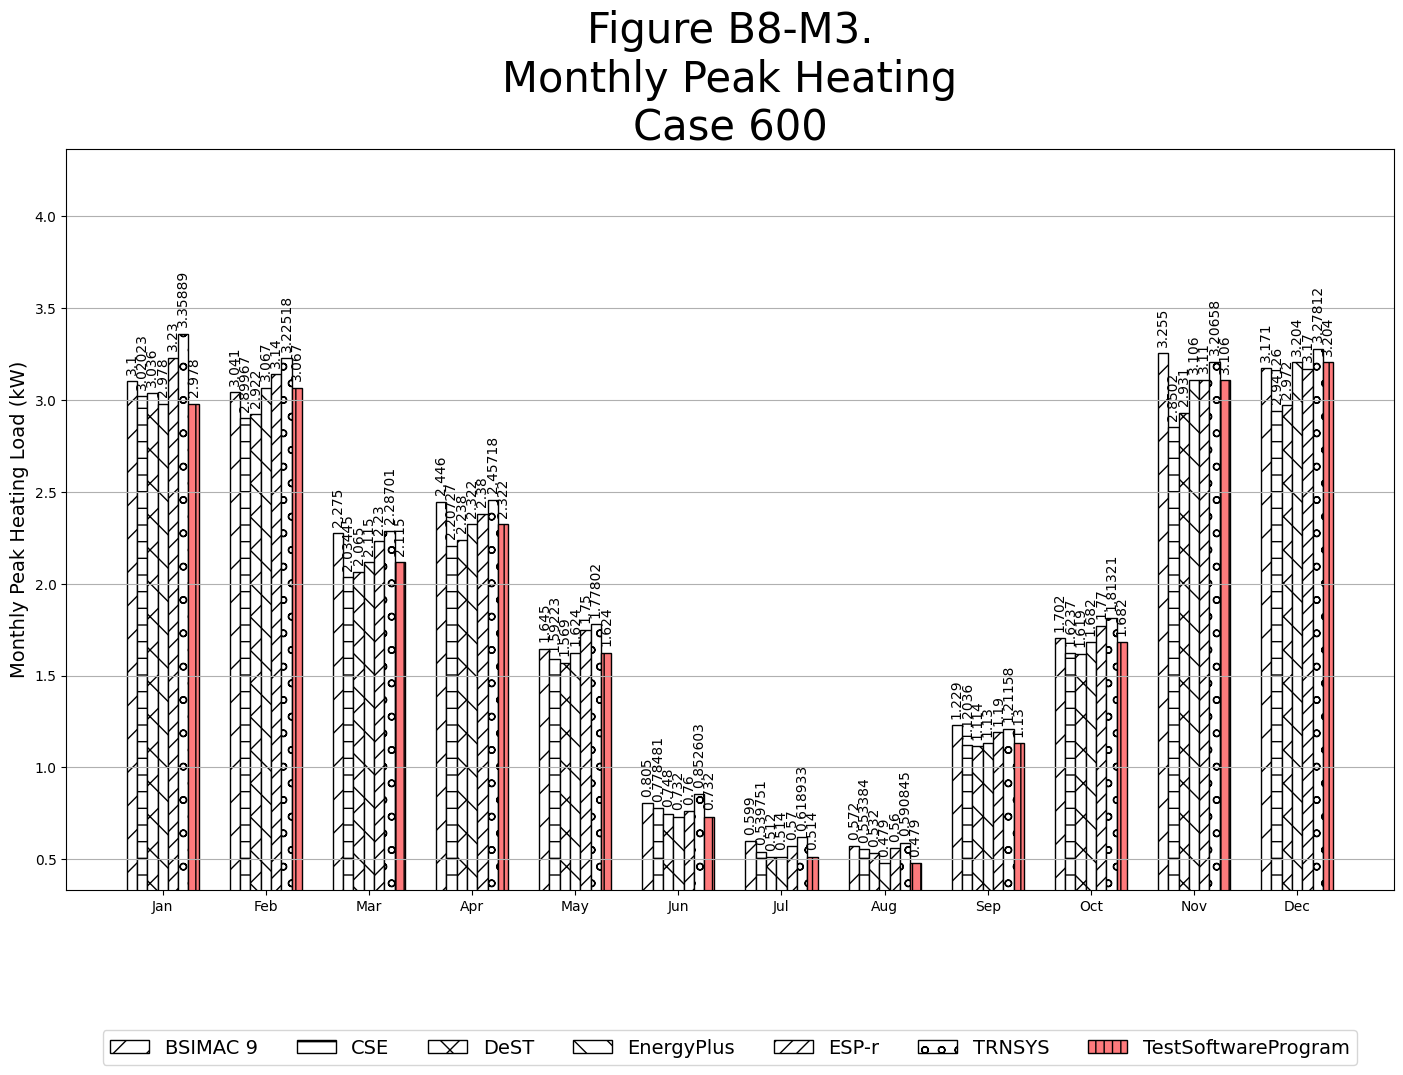 Figure B8-M3.
Monthly Peak Heating
Case 600
Monthly Peak Heating Load (kW)
4.0
3.5
3.0
2.5
2.0
1.5
1.0
0.5
3.1 3.02023 3.036 2.978 3.23 3.35889 2.978
3.041 2.89967 2.922 3.067 3.14 3.22518 3.067
2.275 2.03445 2.065 2.115 2.23 2.28701 2.115
2.446 2.20727 2.238 2.322 2.38 2.45718 2.322
1.645 1.59223 1.569 1.624 1.75 1.77802 1.624
0.805 0.778481 0.748 0.732 0.76 0.852603 0.732
0.599 0.539751 0.512 0.514 0.57 0.618933 0.514
0.572 0.553384 0.532 0.479 0.56 0.590845 0.479
1.229 1.2036 1.114 1.13 1.19 1.21158 1.13
1.702 1.6237 1.619 1.682 1.77 1.81321 1.682
3.255 2.8502 2.931 3.106 3.11 3.20658 3.106
3.171 2.94126 2.972 3.204 3.17 3.27812 3.204
Jan Feb Mar Apr May Jun Jul Aug Sep Oct Nov Dec
BSIMAC 9 CSE DeST EnergyPlus ESP-r TRNSYS TestSoftwareProgram